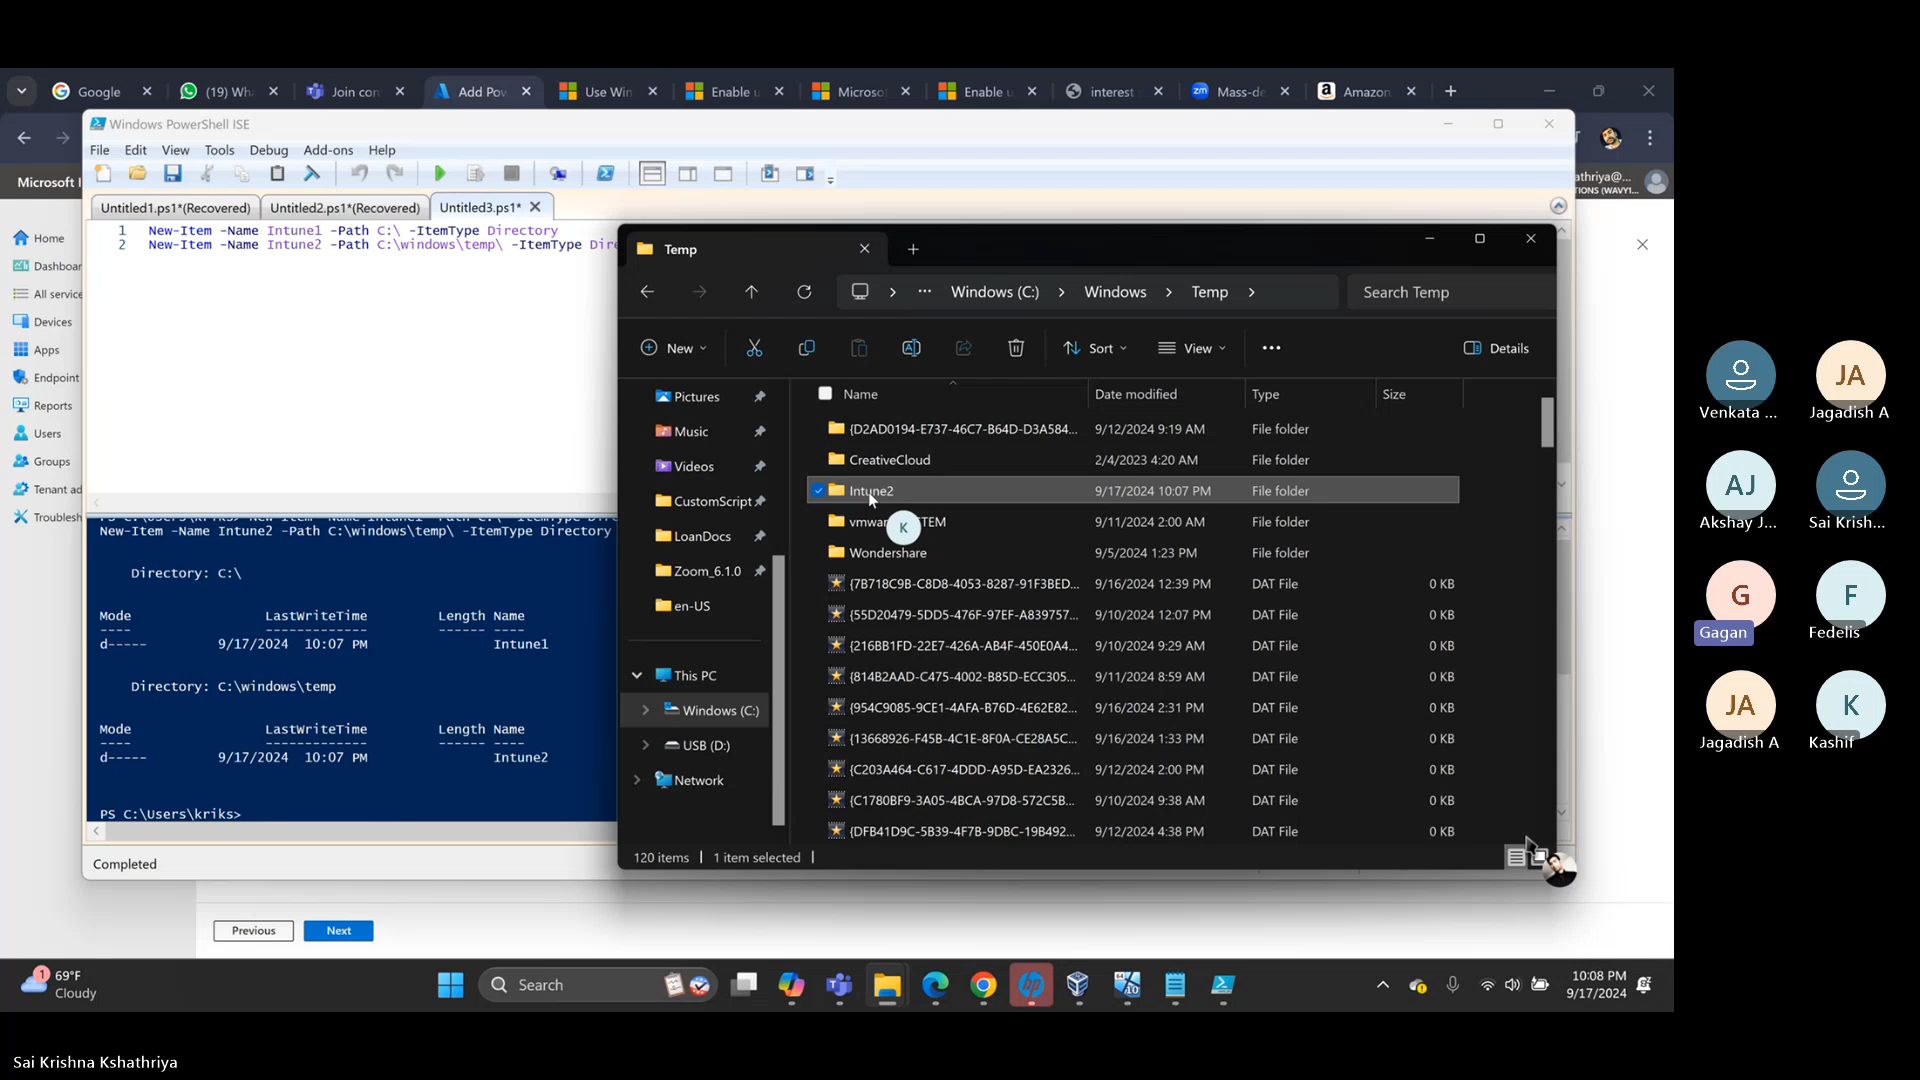 Google
(19) Wh
Join cor
Add Pov
Use Win
Enable u
Microso
Enable u
interest
Mass-de
Amazon
Windows PowerShell ISE
File Edit View Tools Debug Add-ons Help
Microsoft I
athriya@...
TIONS (WAVY1...
Untitled1.ps1*(Recovered)
Untitled2.ps1*(Recovered)
Untitled3.ps1*
1 New-Item -Name Intune1 -Path C:\ -ItemType Directory
2 New-Item -Name Intune2 -Path C:\windows\temp\ -ItemType Dire
Home
Dashboar
All service
Devices
Apps
Endpoint
Reports
Users
Groups
Tenant ad
Troublesh
New-Item -Name Intune2 -Path C:\windows\temp\ -ItemType Directory
Directory: C:\
Mode LastWriteTime Length Name
---- ------------- ------ ----
d----- 9/17/2024 10:07 PM Intune1
Directory: C:\windows\temp
Mode LastWriteTime Length Name
---- ------------- ------ ----
d----- 9/17/2024 10:07 PM Intune2
PS C:\Users\kriks>
Completed
Previous
Next
Temp
Windows (C:) > Windows > Temp >
Search Temp
New
Sort
View
Details
Pictures
Music
Videos
CustomScript
LoanDocs
Zoom_6.1.0
en-US
This PC
Windows (C:)
USB (D:)
Network
Name Date modified Type Size
{D2AD0194-E737-46C7-B64D-D3A584... 9/12/2024 9:19 AM File folder
CreativeCloud 2/4/2023 4:20 AM File folder
Intune2 9/17/2024 10:07 PM File folder
vmwar TEM 9/11/2024 2:00 AM File folder
K
Wondershare 9/5/2024 1:23 PM File folder
{7B718C9B-C8D8-4053-8287-91F3BED... 9/16/2024 12:39 PM DAT File 0 KB
{55D20479-5DD5-476F-97EF-A839757... 9/10/2024 12:07 PM DAT File 0 KB
{216BB1FD-22E7-426A-AB4F-450E0A4... 9/10/2024 9:29 AM DAT File 0 KB
{814B2AAD-C475-4002-B85D-ECC305... 9/11/2024 8:59 AM DAT File 0 KB
{954C9085-9CE1-4AFA-B76D-4E62E82... 9/16/2024 2:31 PM DAT File 0 KB
{13668926-F45B-4C1E-8F0A-CE28A5C... 9/16/2024 1:33 PM DAT File 0 KB
{C203A464-C617-4DDD-A95D-EA2326... 9/12/2024 2:00 PM DAT File 0 KB
{C1780BF9-3A05-4BCA-97D8-572C5B... 9/10/2024 9:38 AM DAT File 0 KB
{DFB41D9C-5B39-4F7B-9DBC-19B492... 9/12/2024 4:38 PM DAT File 0 KB
120 items | 1 item selected |
Venkata ...
JA
Jagadish A
AJ
Akshay J...
Sai Krish...
G
Gagan
F
Fedelis
JA
Jagadish A
K
Kashif
1
69°F
Cloudy
Search
10:08 PM
9/17/2024
Sai Krishna Kshathriya